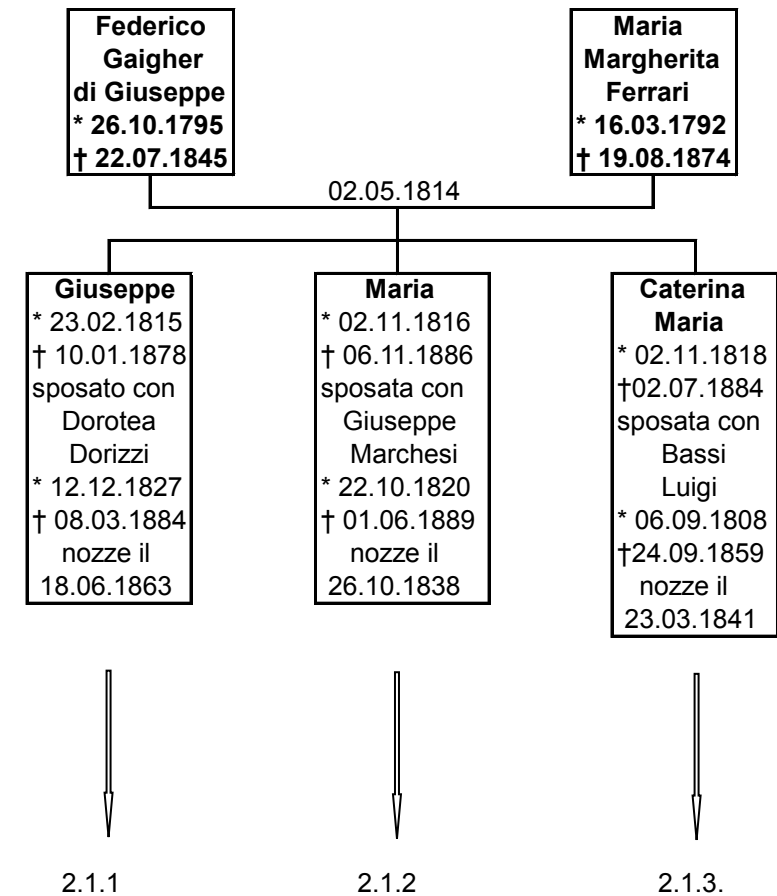 Federico
Gaigher
di Giuseppe
* 26.10.1795
† 22.07.1845
Maria
Margherita
Ferrari
* 16.03.1792
† 19.08.1874
02.05.1814
Giuseppe
* 23.02.1815
† 10.01.1878
sposato con
Dorotea
Dorizzi
* 12.12.1827
† 08.03.1884
nozze il
18.06.1863
Maria
* 02.11.1816
† 06.11.1886
sposata con
Giuseppe
Marchesi
* 22.10.1820
† 01.06.1889
nozze il
26.10.1838
Caterina
Maria
* 02.11.1818
†02.07.1884
sposata con
Bassi
Luigi
* 06.09.1808
†24.09.1859
nozze il
23.03.1841
2.1.1
2.1.2
2.1.3.